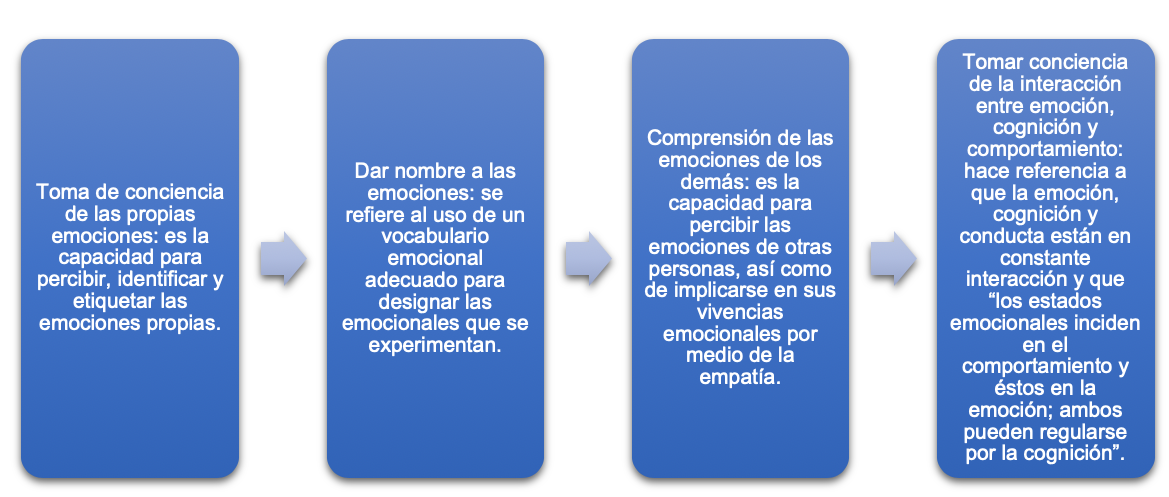 Toma de conciencia
de las propias
emociones: es la
capacidad para
percibir, identificar y
etiquetar las
emociones propias.
Dar nombre a las
emociones: se
refiere al uso de un
vocabulario
emocional
adecuado para
designar las
emocionales que se
experimentan.
Comprensión de las
emociones de los
demás: es la
capacidad para
percibir las
emociones de otras
personas, así como
de implicarse en sus
vivencias
emocionales por
medio de la
empatía.
Tomar conciencia
de la interacción
entre emoción,
cognición y
comportamiento:
hace referencia a
que la emoción,
cognición y
conducta están en
constante
interacción y que
“los estados
emocionales inciden
en el
comportamiento y
éstos en la
emoción; ambos
pueden regularse
por la cognición”.